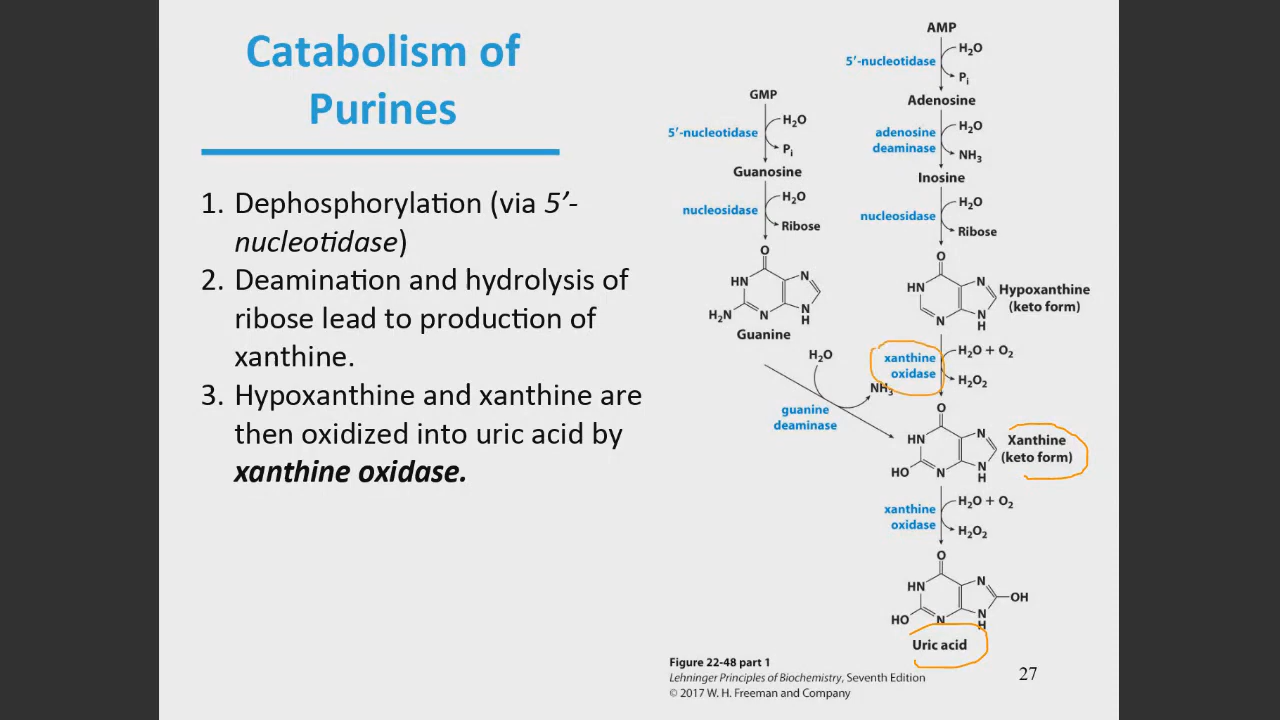 Catabolism of
Purines
1. Dephosphorylation (via 5’-
nucleotidase)
2. Deamination and hydrolysis of
ribose lead to production of
xanthine.
3. Hypoxanthine and xanthine are
then oxidized into uric acid by
xanthine oxidase.
AMP
H₂O
5′-nucleotidase
Pᵢ
Adenosine
adenosine
deaminase
H₂O
NH₃
Inosine
nucleosidase
H₂O
Ribose
O
HN
N
N
N
H
Hypoxanthine
(keto form)
GMP
5′-nucleotidase
H₂O
Pᵢ
Guanosine
nucleosidase
H₂O
Ribose
O
HN
N
H₂N
N
N
H
Guanine
H₂O
NH₃
guanine
deaminase
xanthine
oxidase
H₂O + O₂
H₂O₂
O
HN
N
HO
N
N
H
Xanthine
(keto form)
xanthine
oxidase
H₂O + O₂
H₂O₂
O
HN
N
OH
HO
N
N
H
Uric acid
Figure 22-48 part 1
Lehninger Principles of Biochemistry, Seventh Edition
© 2017 W. H. Freeman and Company
27